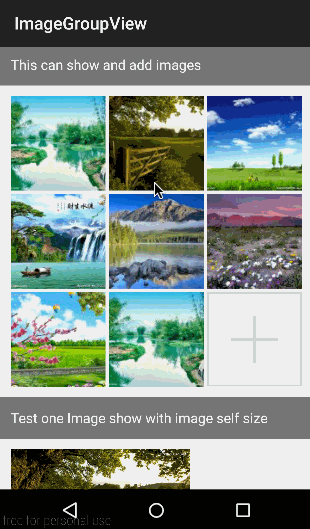 ImageGroupView
This can show and add images
Test one Image show with image self size
free for personal use